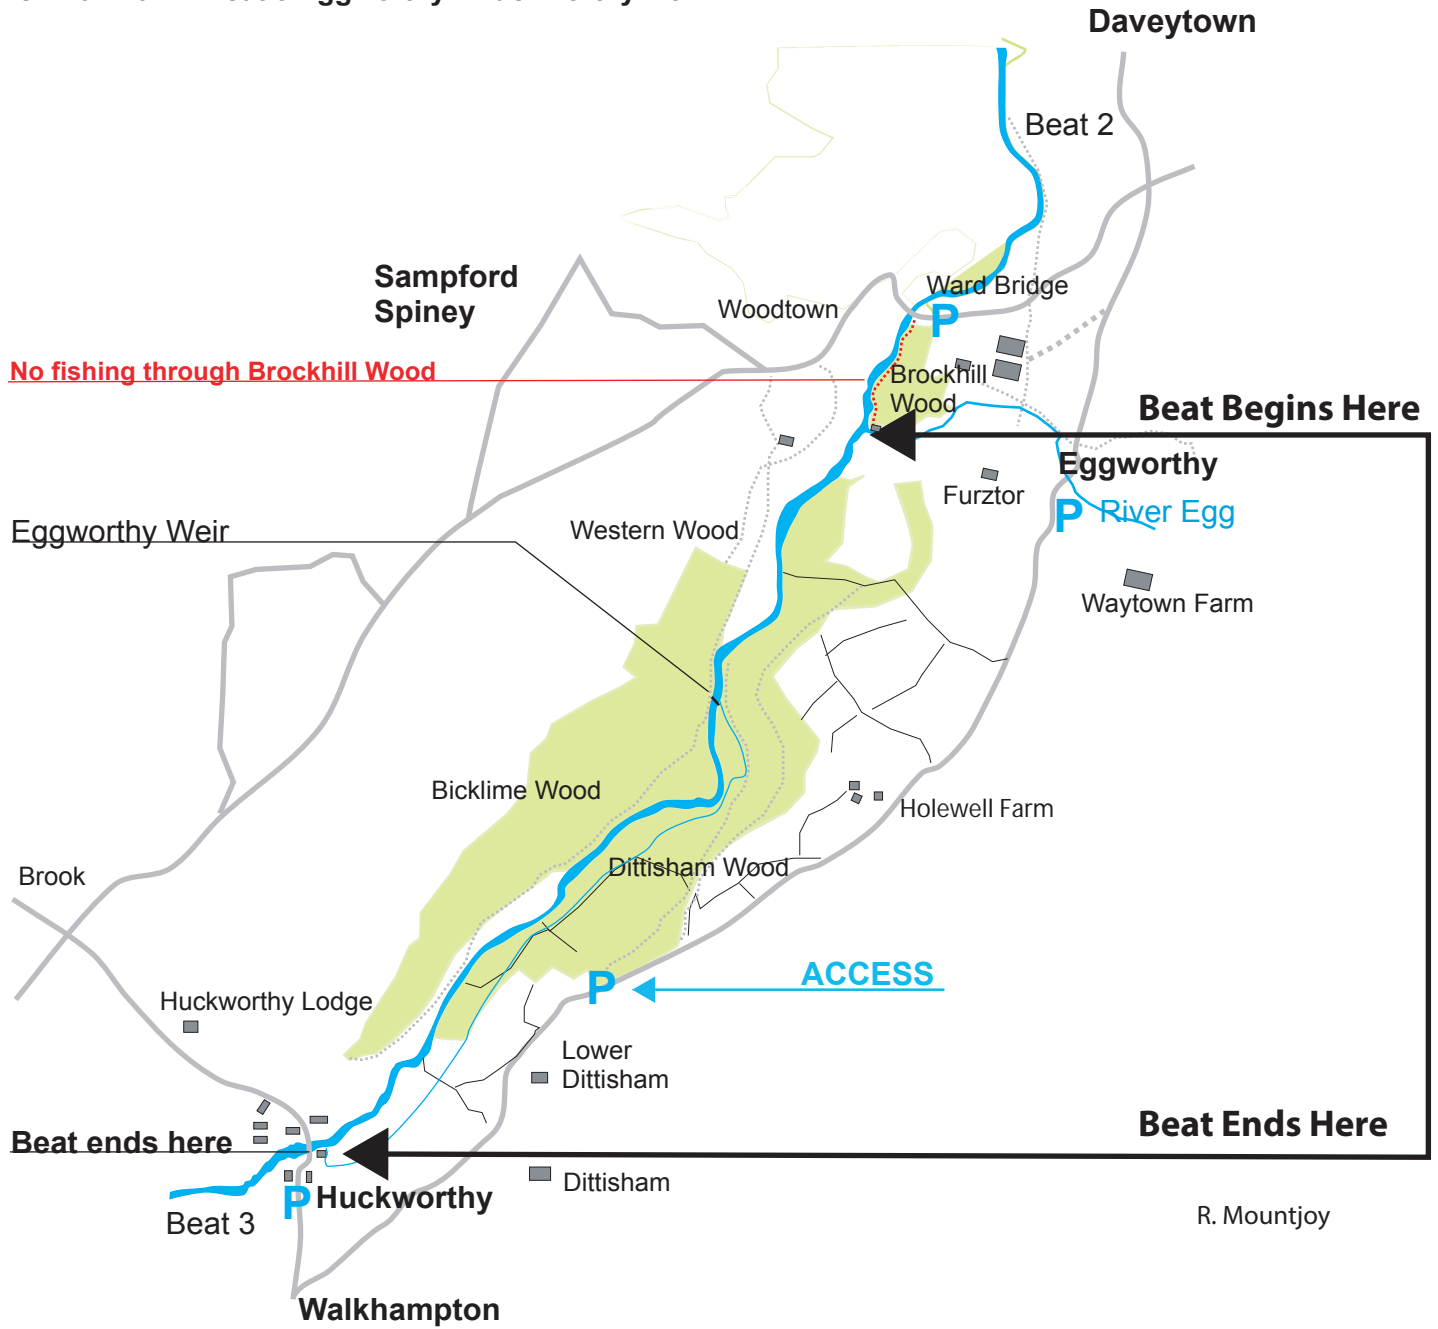 Daveytown
Beat 2
Sampford
Spiney
Woodtown
Ward Bridge
P
No fishing through Brockhill Wood
Brockhill
Wood
Beat Begins Here
Eggworthy
Furztor
P River Egg
Eggworthy Weir
Western Wood
Waytown Farm
Bicklime Wood
Holewell Farm
Brook
Dittisham Wood
P
ACCESS
Huckworthy Lodge
Lower
Dittisham
Beat ends here
Beat Ends Here
Dittisham
P Huckworthy
Beat 3
R. Mountjoy
Walkhampton